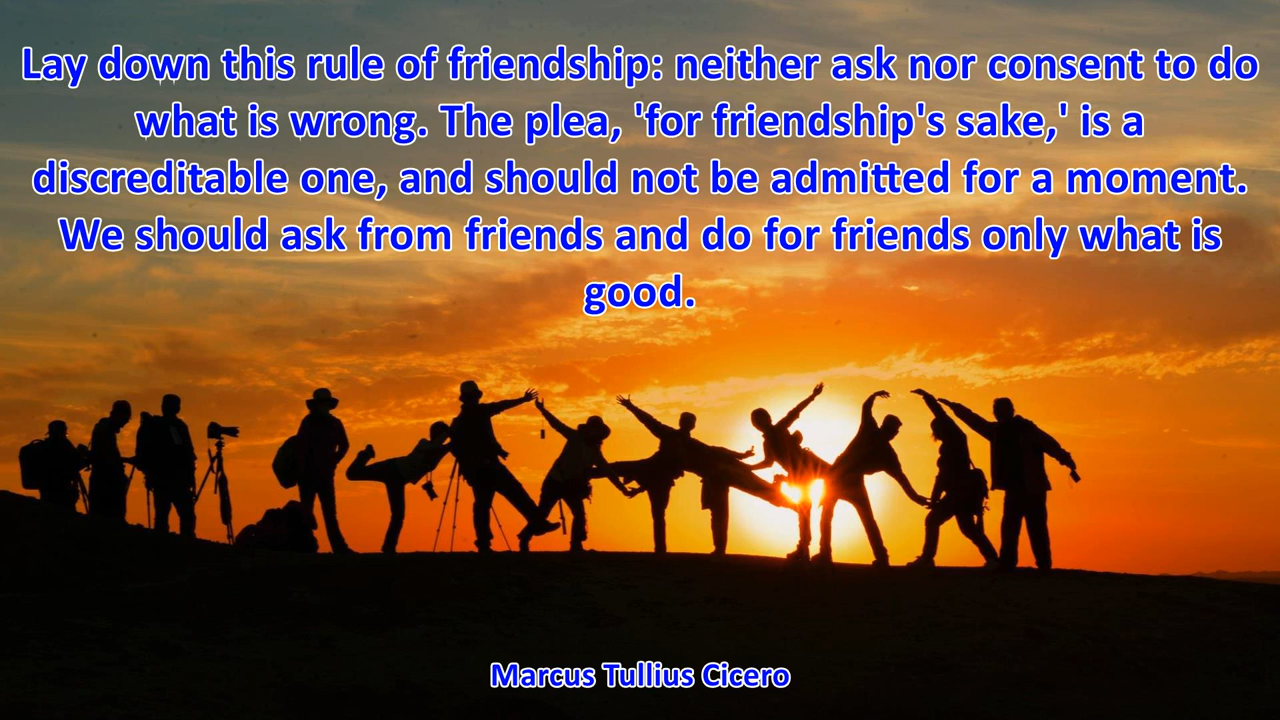 Lay down this rule of friendship: neither ask nor consent to do
what is wrong. The plea, 'for friendship's sake,' is a
discreditable one, and should not be admitted for a moment.
We should ask from friends and do for friends only what is
good.
Marcus Tullius Cicero